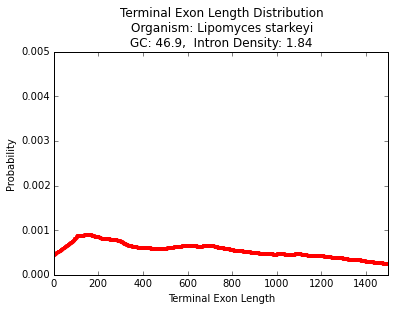 Terminal Exon Length Distribution
Organism: Lipomyces starkeyi
GC: 46.9,  Intron Density: 1.84
0.005
0.004
0.003
0.002
0.001
0.000
Probability
0 200 400 600 800 1000 1200 1400
Terminal Exon Length